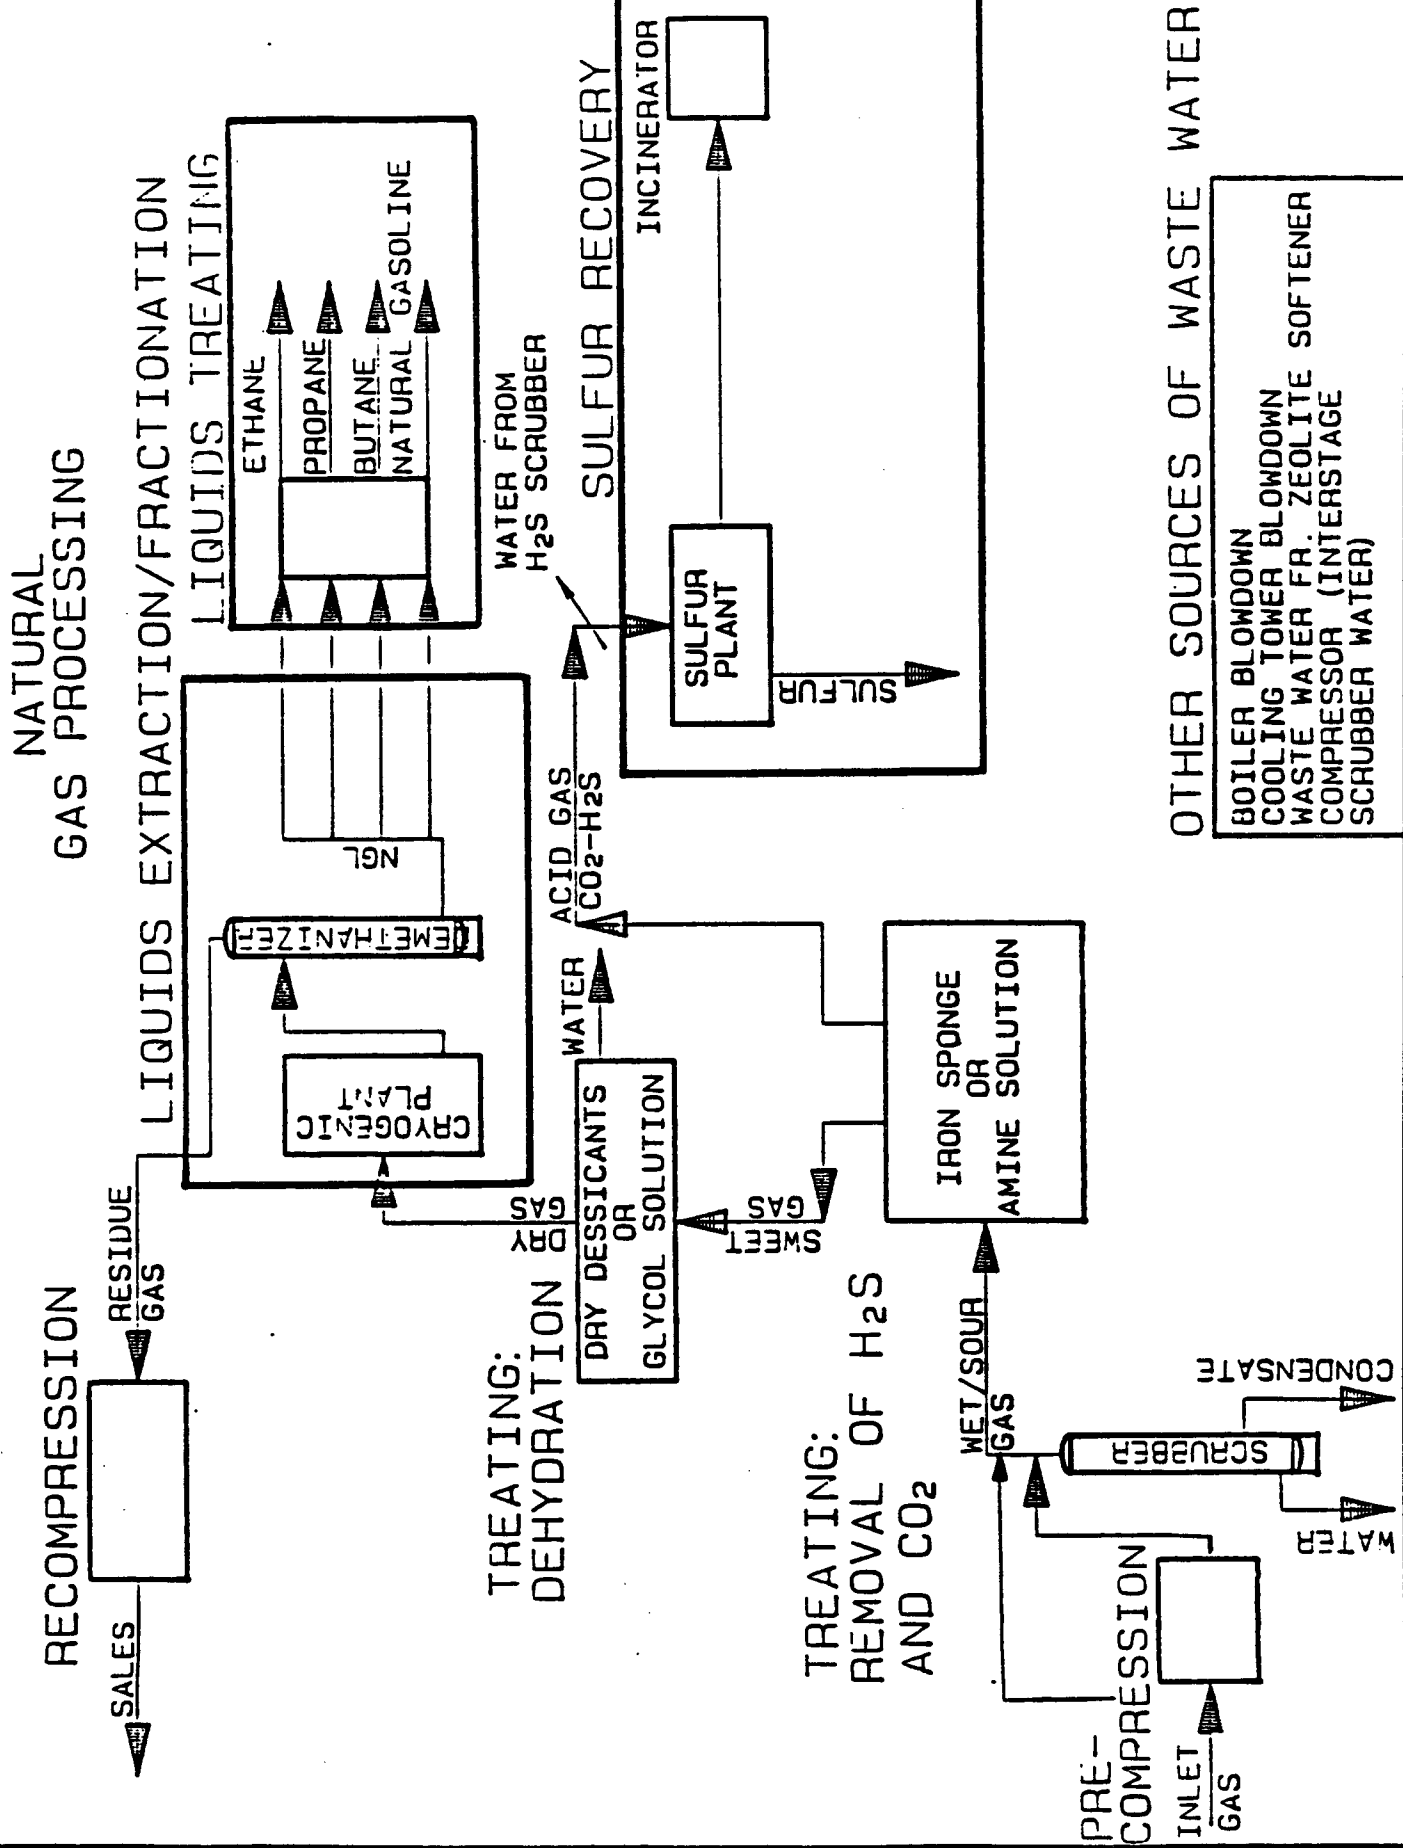 NATURAL
GAS PROCESSING
RECOMPRESSION
SALES
RESIDUE
GAS
LIQUIDS EXTRACTION/FRACTIONATION
LIQUIDS TREATING
CRYOGENIC
PLANT
EMETHANIZER
NGL
ETHANE
PROPANE
BUTANE
NATURAL GASOLINE
TREATING:
DEHYDRATION
DRY
GAS
DRY DESSICANTS
OR
GLYCOL SOLUTION
WATER
SWEET
GAS
ACID GAS
CO2-H2S
WATER FROM
H2S SCRUBBER
SULFUR RECOVERY
SULFUR
PLANT
SULFUR
INCINERATOR
TREATING:
REMOVAL OF H2S
AND CO2
IRON SPONGE
OR
AMINE SOLUTION
WET/SOUR
GAS
PRE-
COMPRESSION
INLET
GAS
SCRUBBER
WATER
CONDENSATE
OTHER SOURCES OF WASTE WATER
BOILER BLOWDOWN
COOLING TOWER BLOWDOWN
WASTE WATER FR. ZEOLITE SOFTENER
COMPRESSOR (INTERSTAGE
SCRUBBER WATER)